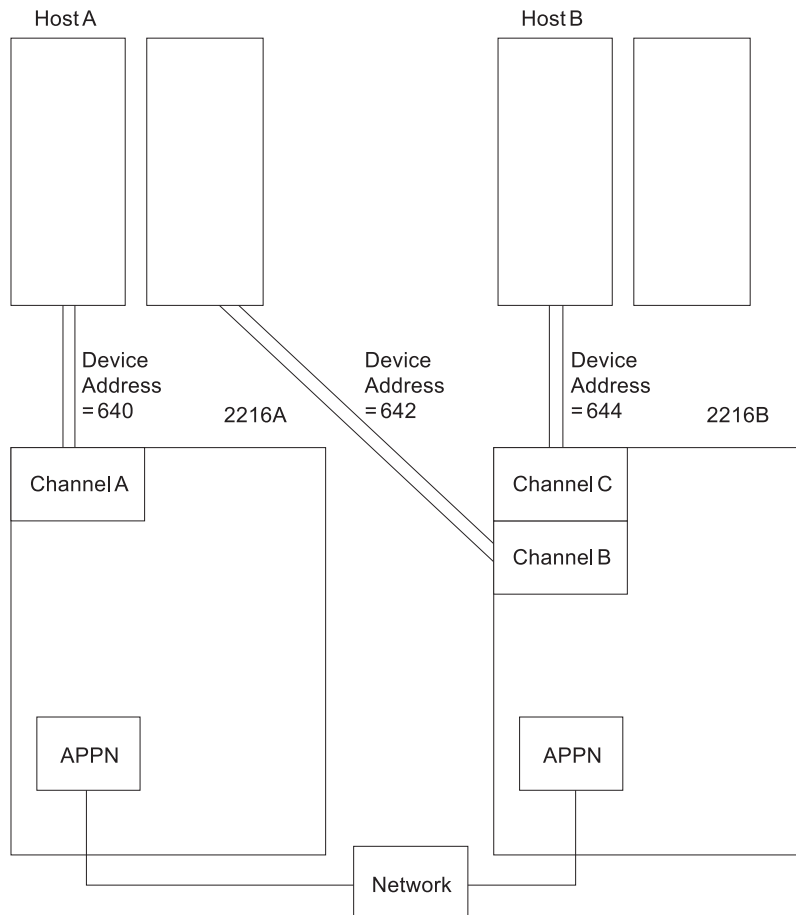 Host A
Host B
Device
Address
= 640
Device
Address
= 642
Device
Address
= 644
2216A
2216B
Channel A
Channel C
Channel B
APPN
APPN
Network